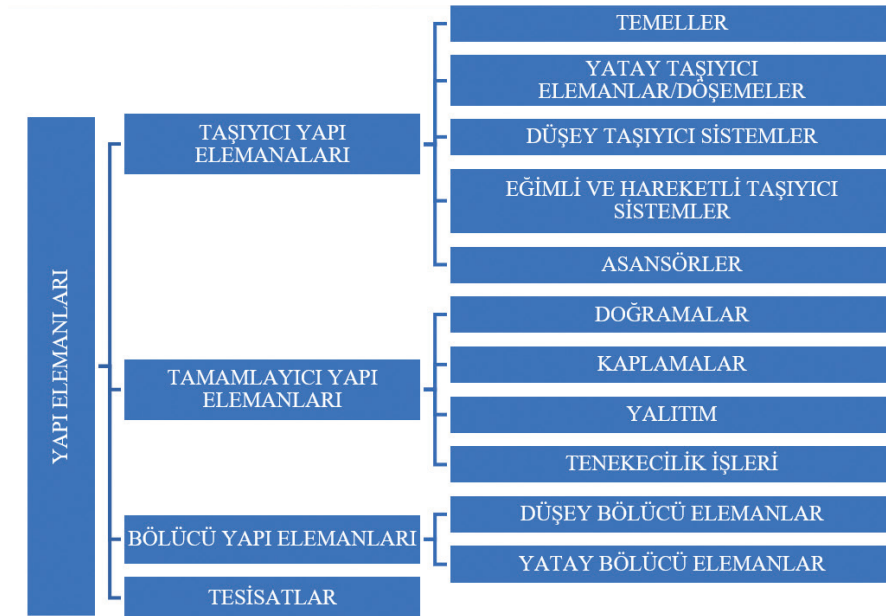 YAPI ELEMANLARI
TAŞIYICI YAPI
ELEMANALARI
TEMELLER
YATAY TAŞIYICI
ELEMANLAR/DÖŞEMELER
DÜŞEY TAŞIYICI SİSTEMLER
EĞİMLİ VE HAREKETLİ TAŞIYICI
SİSTEMLER
ASANSÖRLER
TAMAMLAYICI YAPI
ELEMANLARI
DOĞRAMALAR
KAPLAMALAR
YALITIM
TENEKECİLİK İŞLERİ
BÖLÜCÜ YAPI ELEMANLARI
DÜŞEY BÖLÜCÜ ELEMANLAR
YATAY BÖLÜCÜ ELEMANLAR
TESİSATLAR